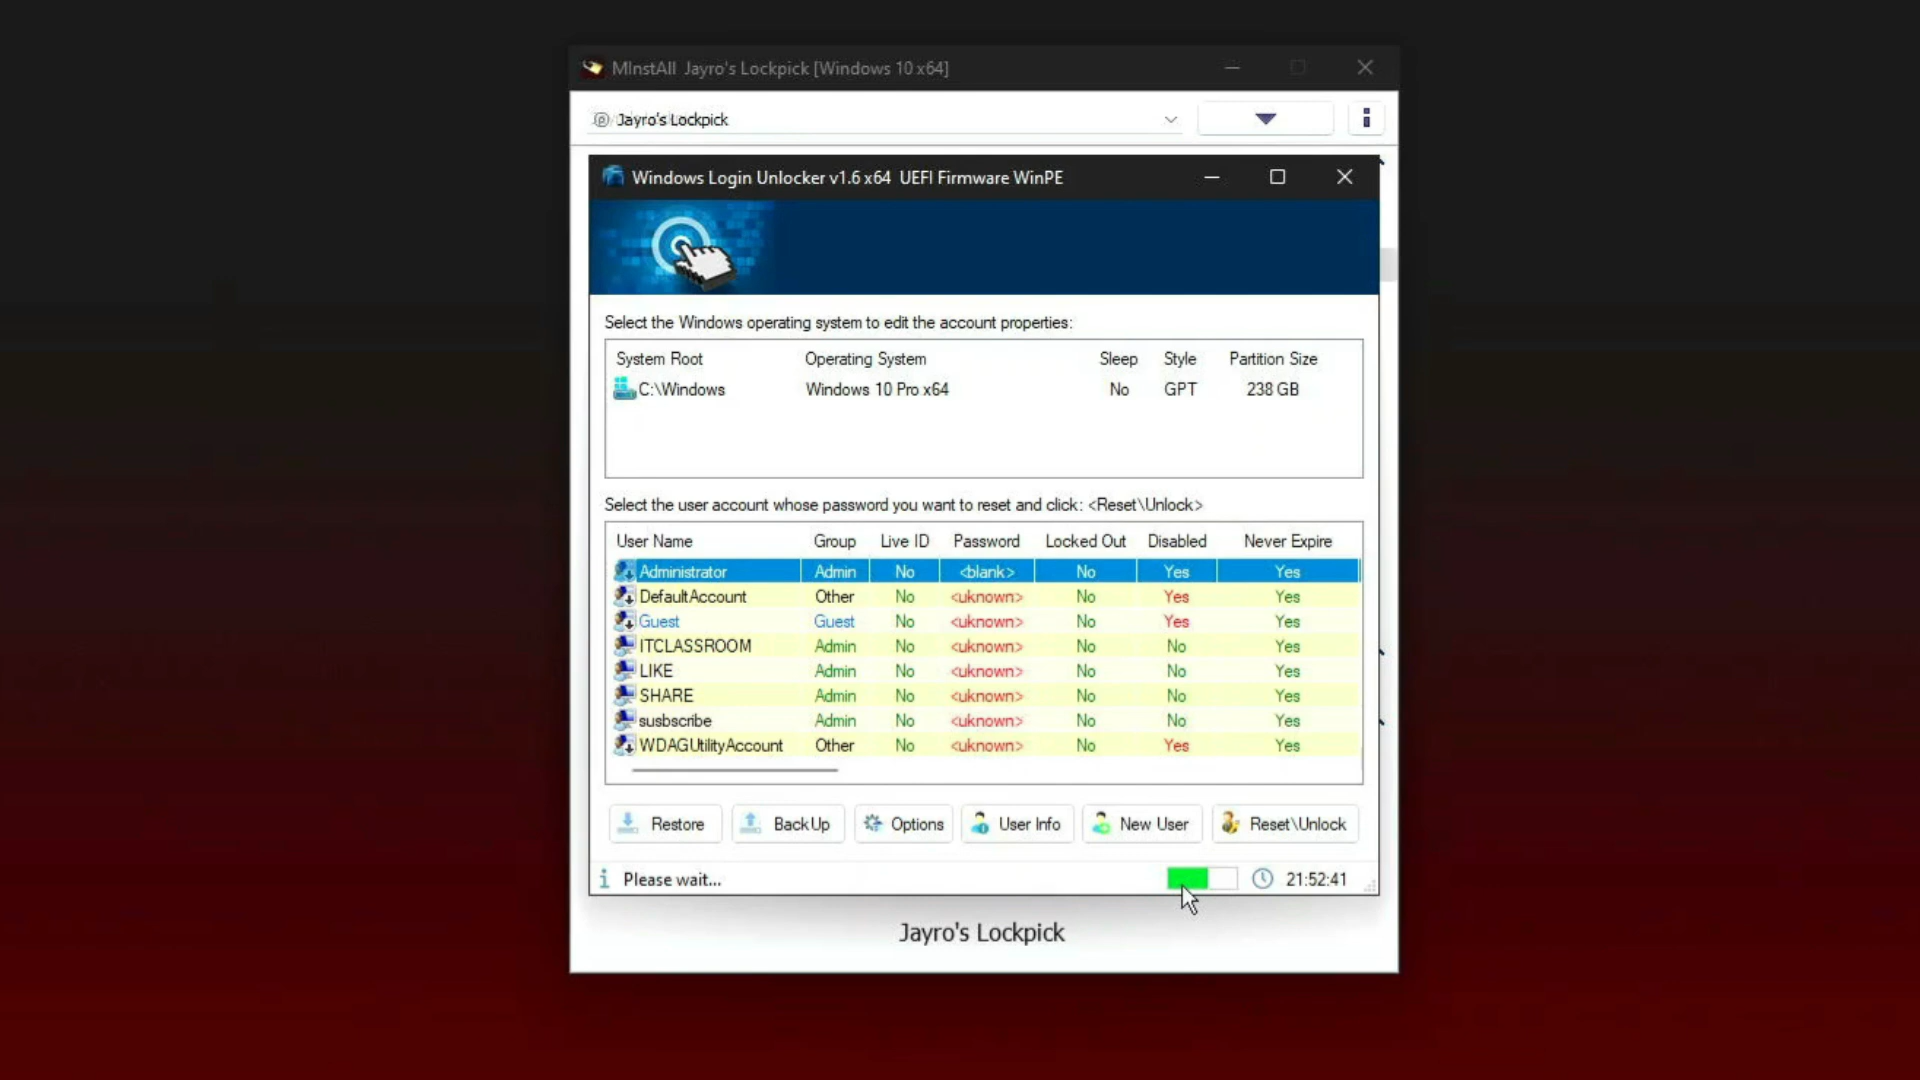 MInstAll Jayro's Lockpick [Windows 10 x64]
Jayro's Lockpick
Windows Login Unlocker v1.6 x64 UEFI Firmware WinPE
Select the Windows operating system to edit the account properties:
System Root Operating System Sleep Style Partition Size
C:\Windows Windows 10 Pro x64 No GPT 238 GB
Select the user account whose password you want to reset and click: <Reset\Unlock>
User Name Group Live ID Password Locked Out Disabled Never Expire
Administrator Admin No <blank> No Yes Yes
DefaultAccount Other No <uknown> No Yes Yes
Guest Guest No <uknown> No Yes Yes
ITCLASSROOM Admin No <uknown> No No Yes
LIKE Admin No <uknown> No No Yes
SHARE Admin No <uknown> No No Yes
susbscribe Admin No <uknown> No No Yes
WDAGUtilityAccount Other No <uknown> No Yes Yes
Restore BackUp Options User Info New User Reset\Unlock
Please wait... 21:52:41
Jayro's Lockpick